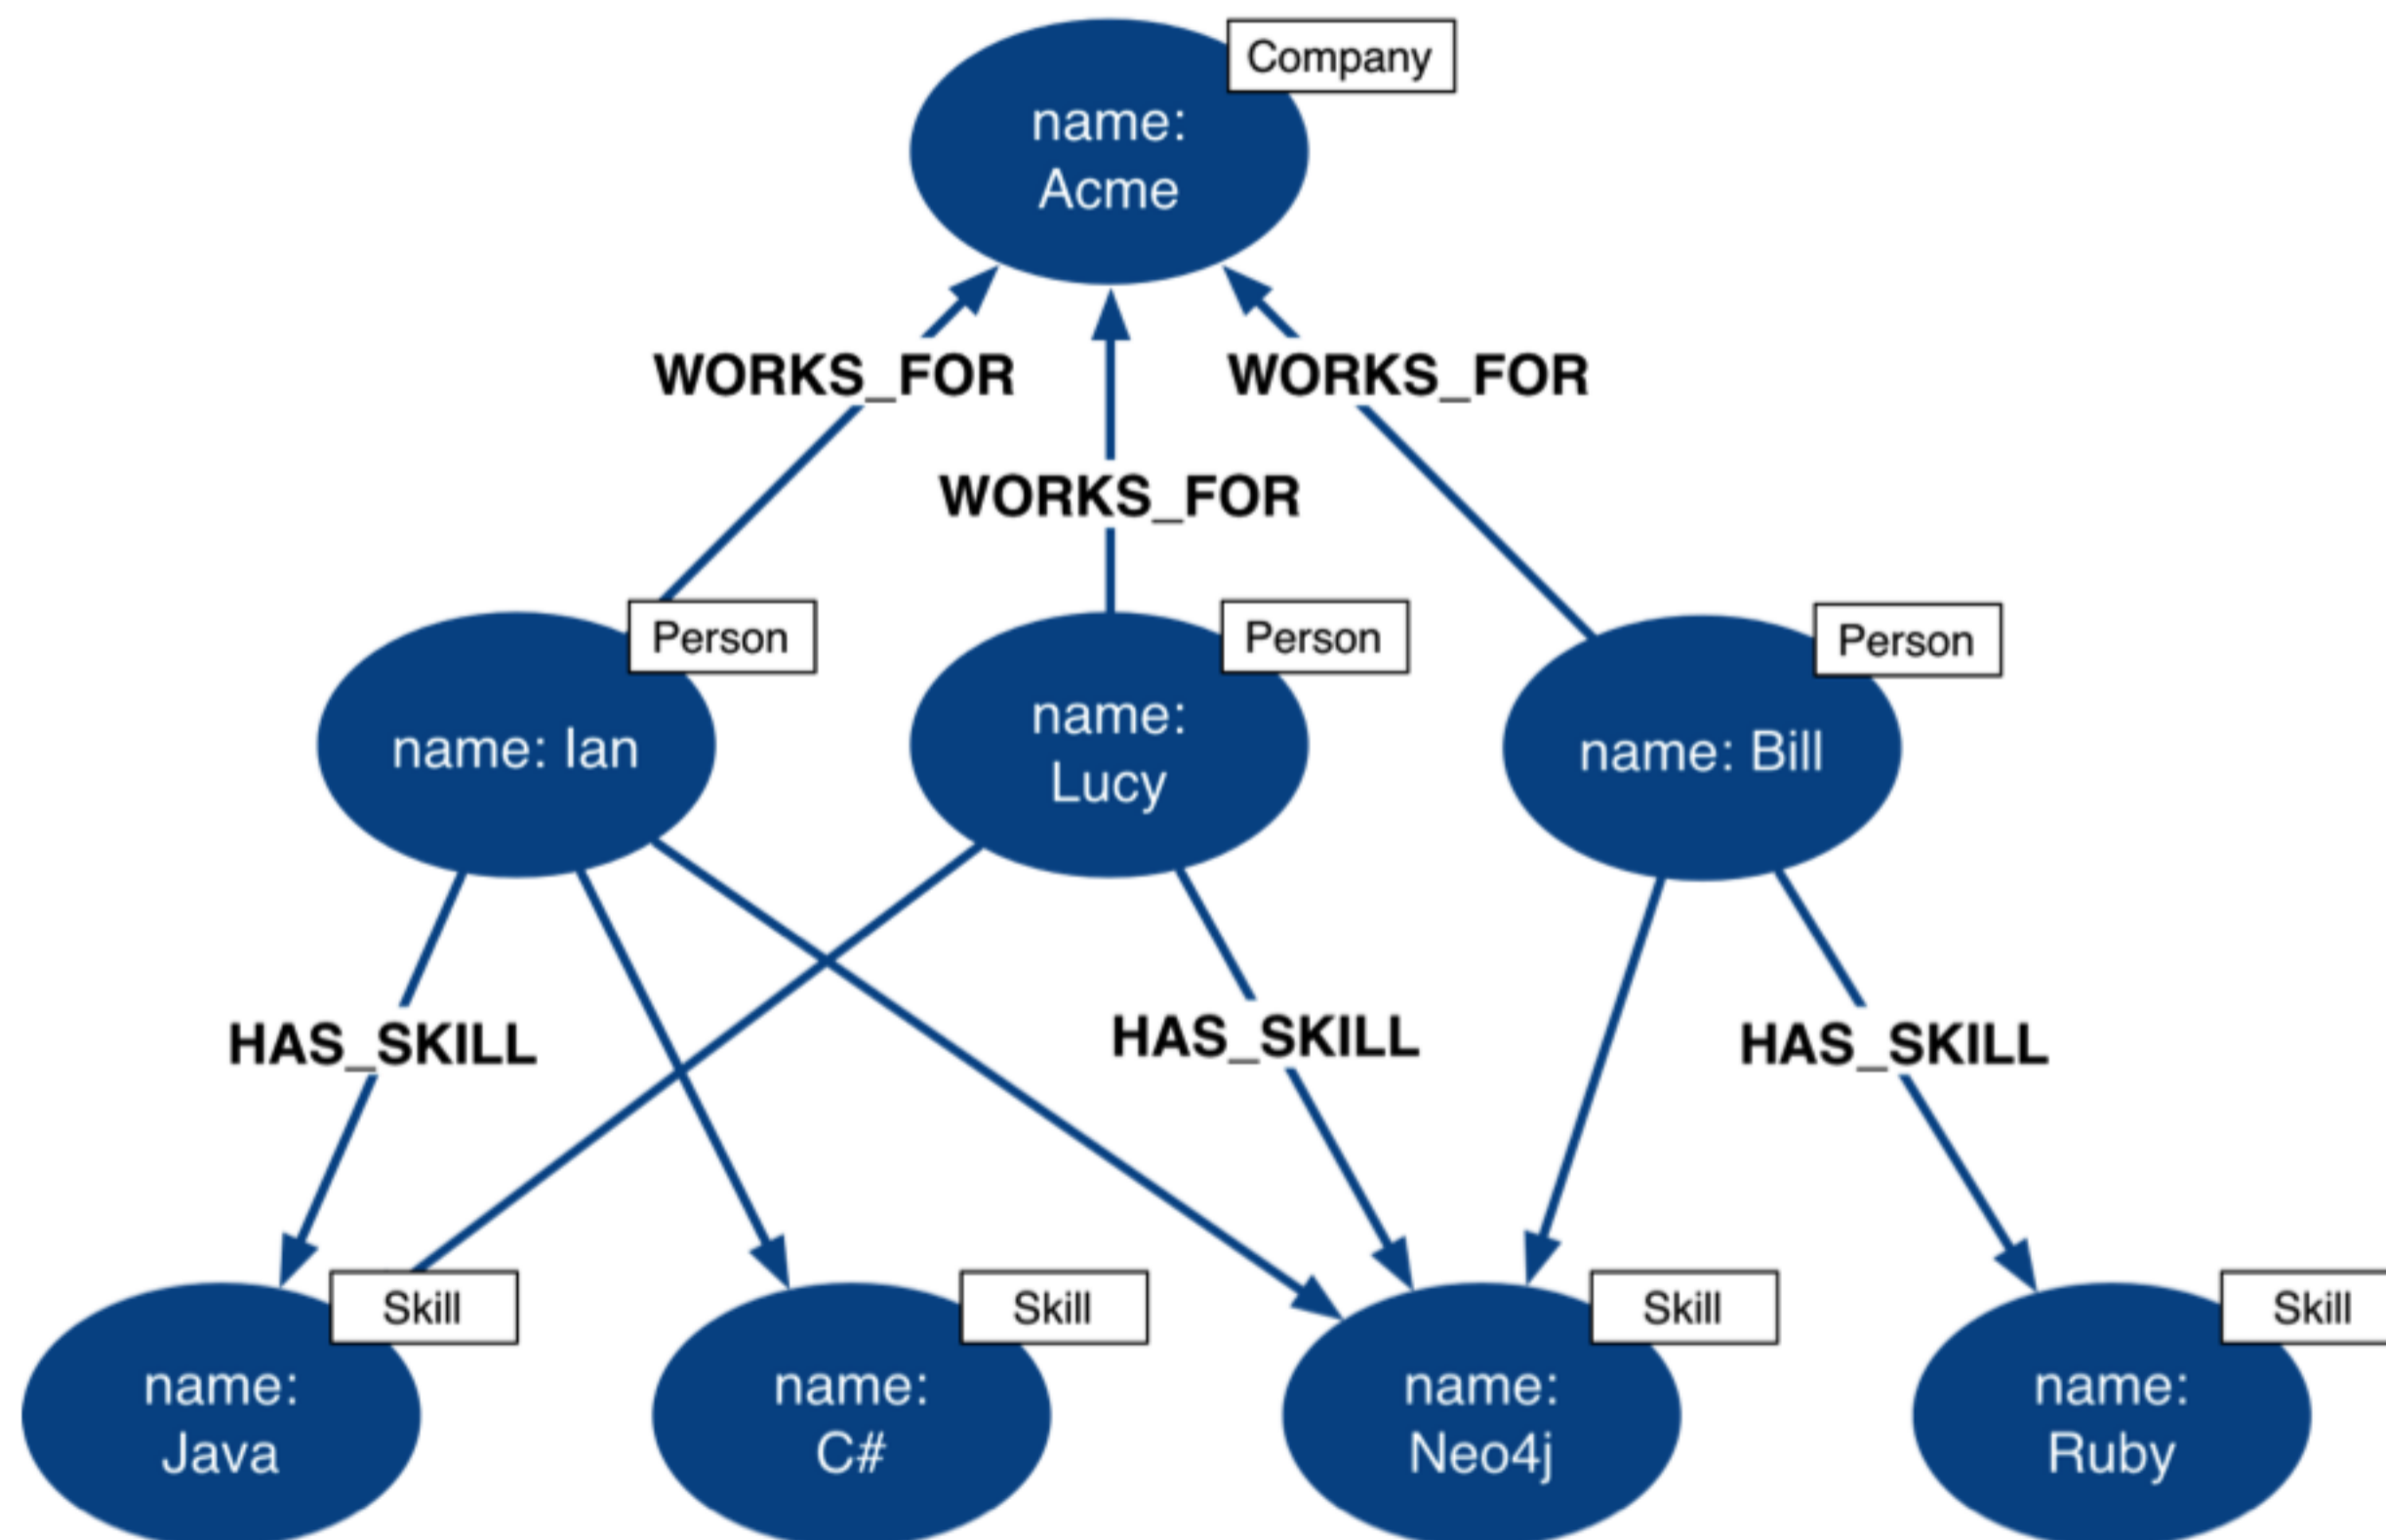 Company
name:
Acme
WORKS_FOR
WORKS_FOR
WORKS_FOR
Person
Person
Person
name: Ian
name:
Lucy
name: Bill
HAS_SKILL
HAS_SKILL
HAS_SKILL
Skill
Skill
Skill
Skill
name:
Java
name:
C#
name:
Neo4j
name:
Ruby